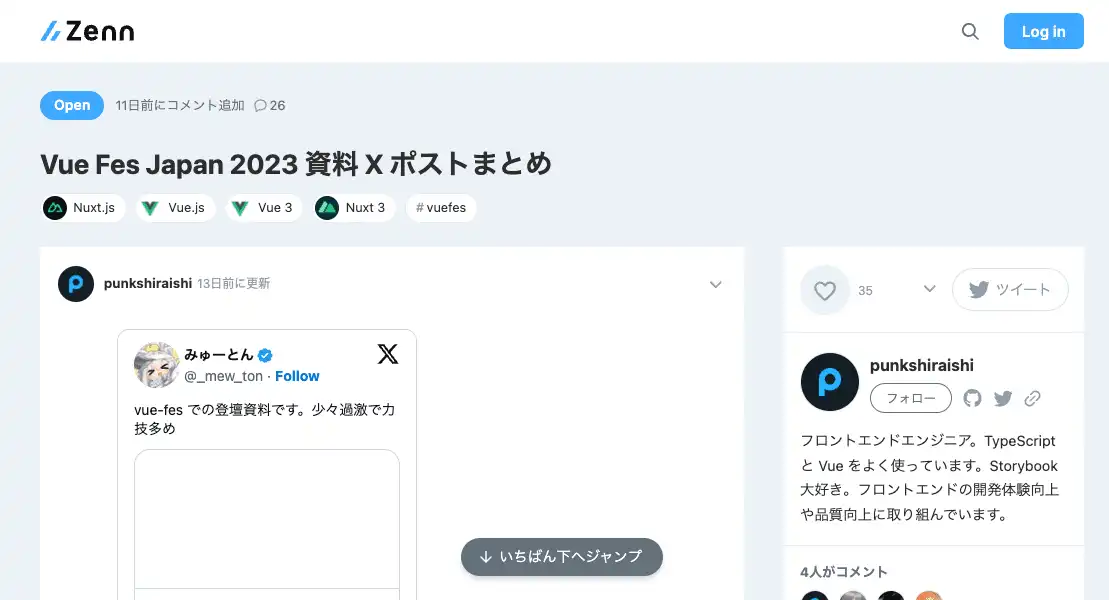 Zenn
Log in
Open 11日前にコメント追加 26
Vue Fes Japan 2023 資料 X ポストまとめ
Nuxt.js Vue.js Vue 3 Nuxt 3 #vuefes
punkshiraishi 13日前に更新
みゅーとん
@_mew_ton · Follow
vue-fes での登壇資料です。少々過激で力
技多め
いちばん下へジャンプ
35 ツイート
punkshiraishi
フォロー
フロントエンドエンジニア。TypeScript
と Vue をよく使っています。Storybook
大好き。フロントエンドの開発体験向上
や品質向上に取り組んでいます。
4人がコメント